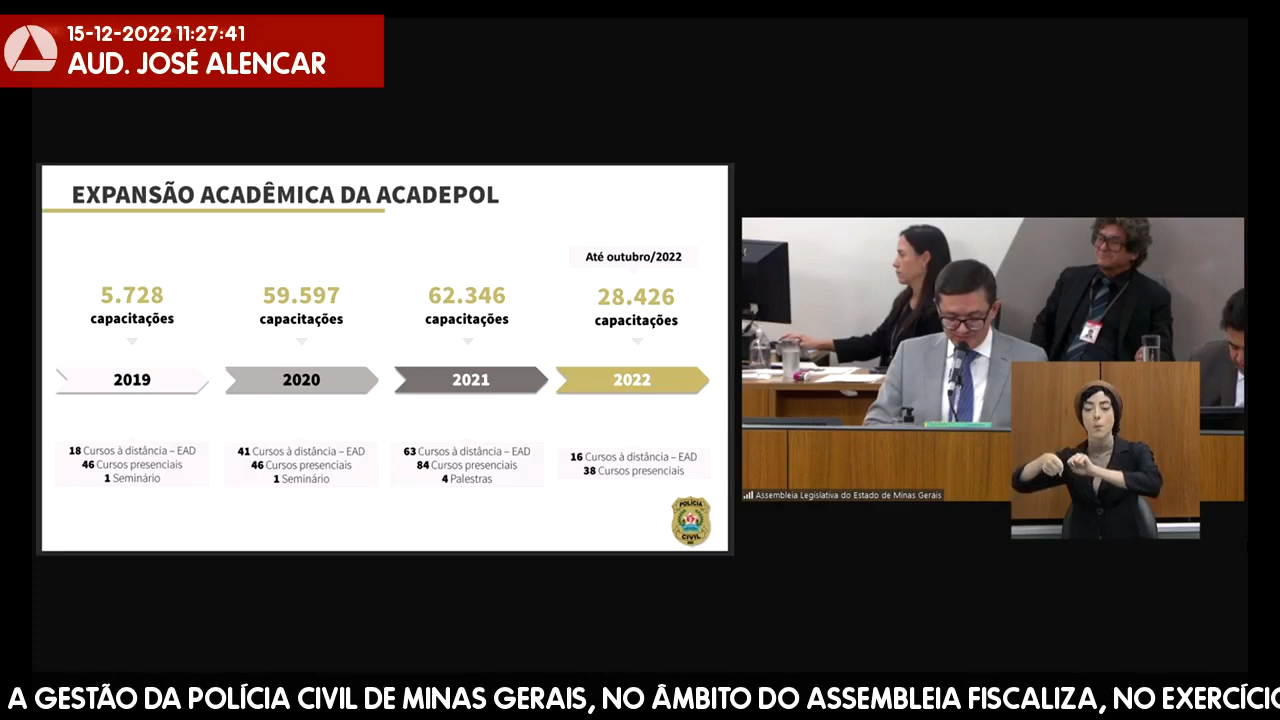 15-12-2022 11:27:41
AUD. JOSÉ ALENCAR
EXPANSÃO ACADÊMICA DA ACADEPOL
Até outubro/2022
5.728
capacitações
59.597
capacitações
62.346
capacitações
28.426
capacitações
2019
2020
2021
2022
18 Cursos à distância – EAD
46 Cursos presenciais
1 Seminário
41 Cursos à distância – EAD
46 Cursos presenciais
1 Seminário
63 Cursos à distância – EAD
84 Cursos presenciais
4 Palestras
16 Cursos à distância – EAD
38 Cursos presenciais
POLÍCIA
CIVIL
Assembleia Legislativa do Estado de Minas Gerais
A GESTÃO DA POLÍCIA CIVIL DE MINAS GERAIS, NO ÂMBITO DO ASSEMBLEIA FISCALIZA, NO EXERCÍCIO